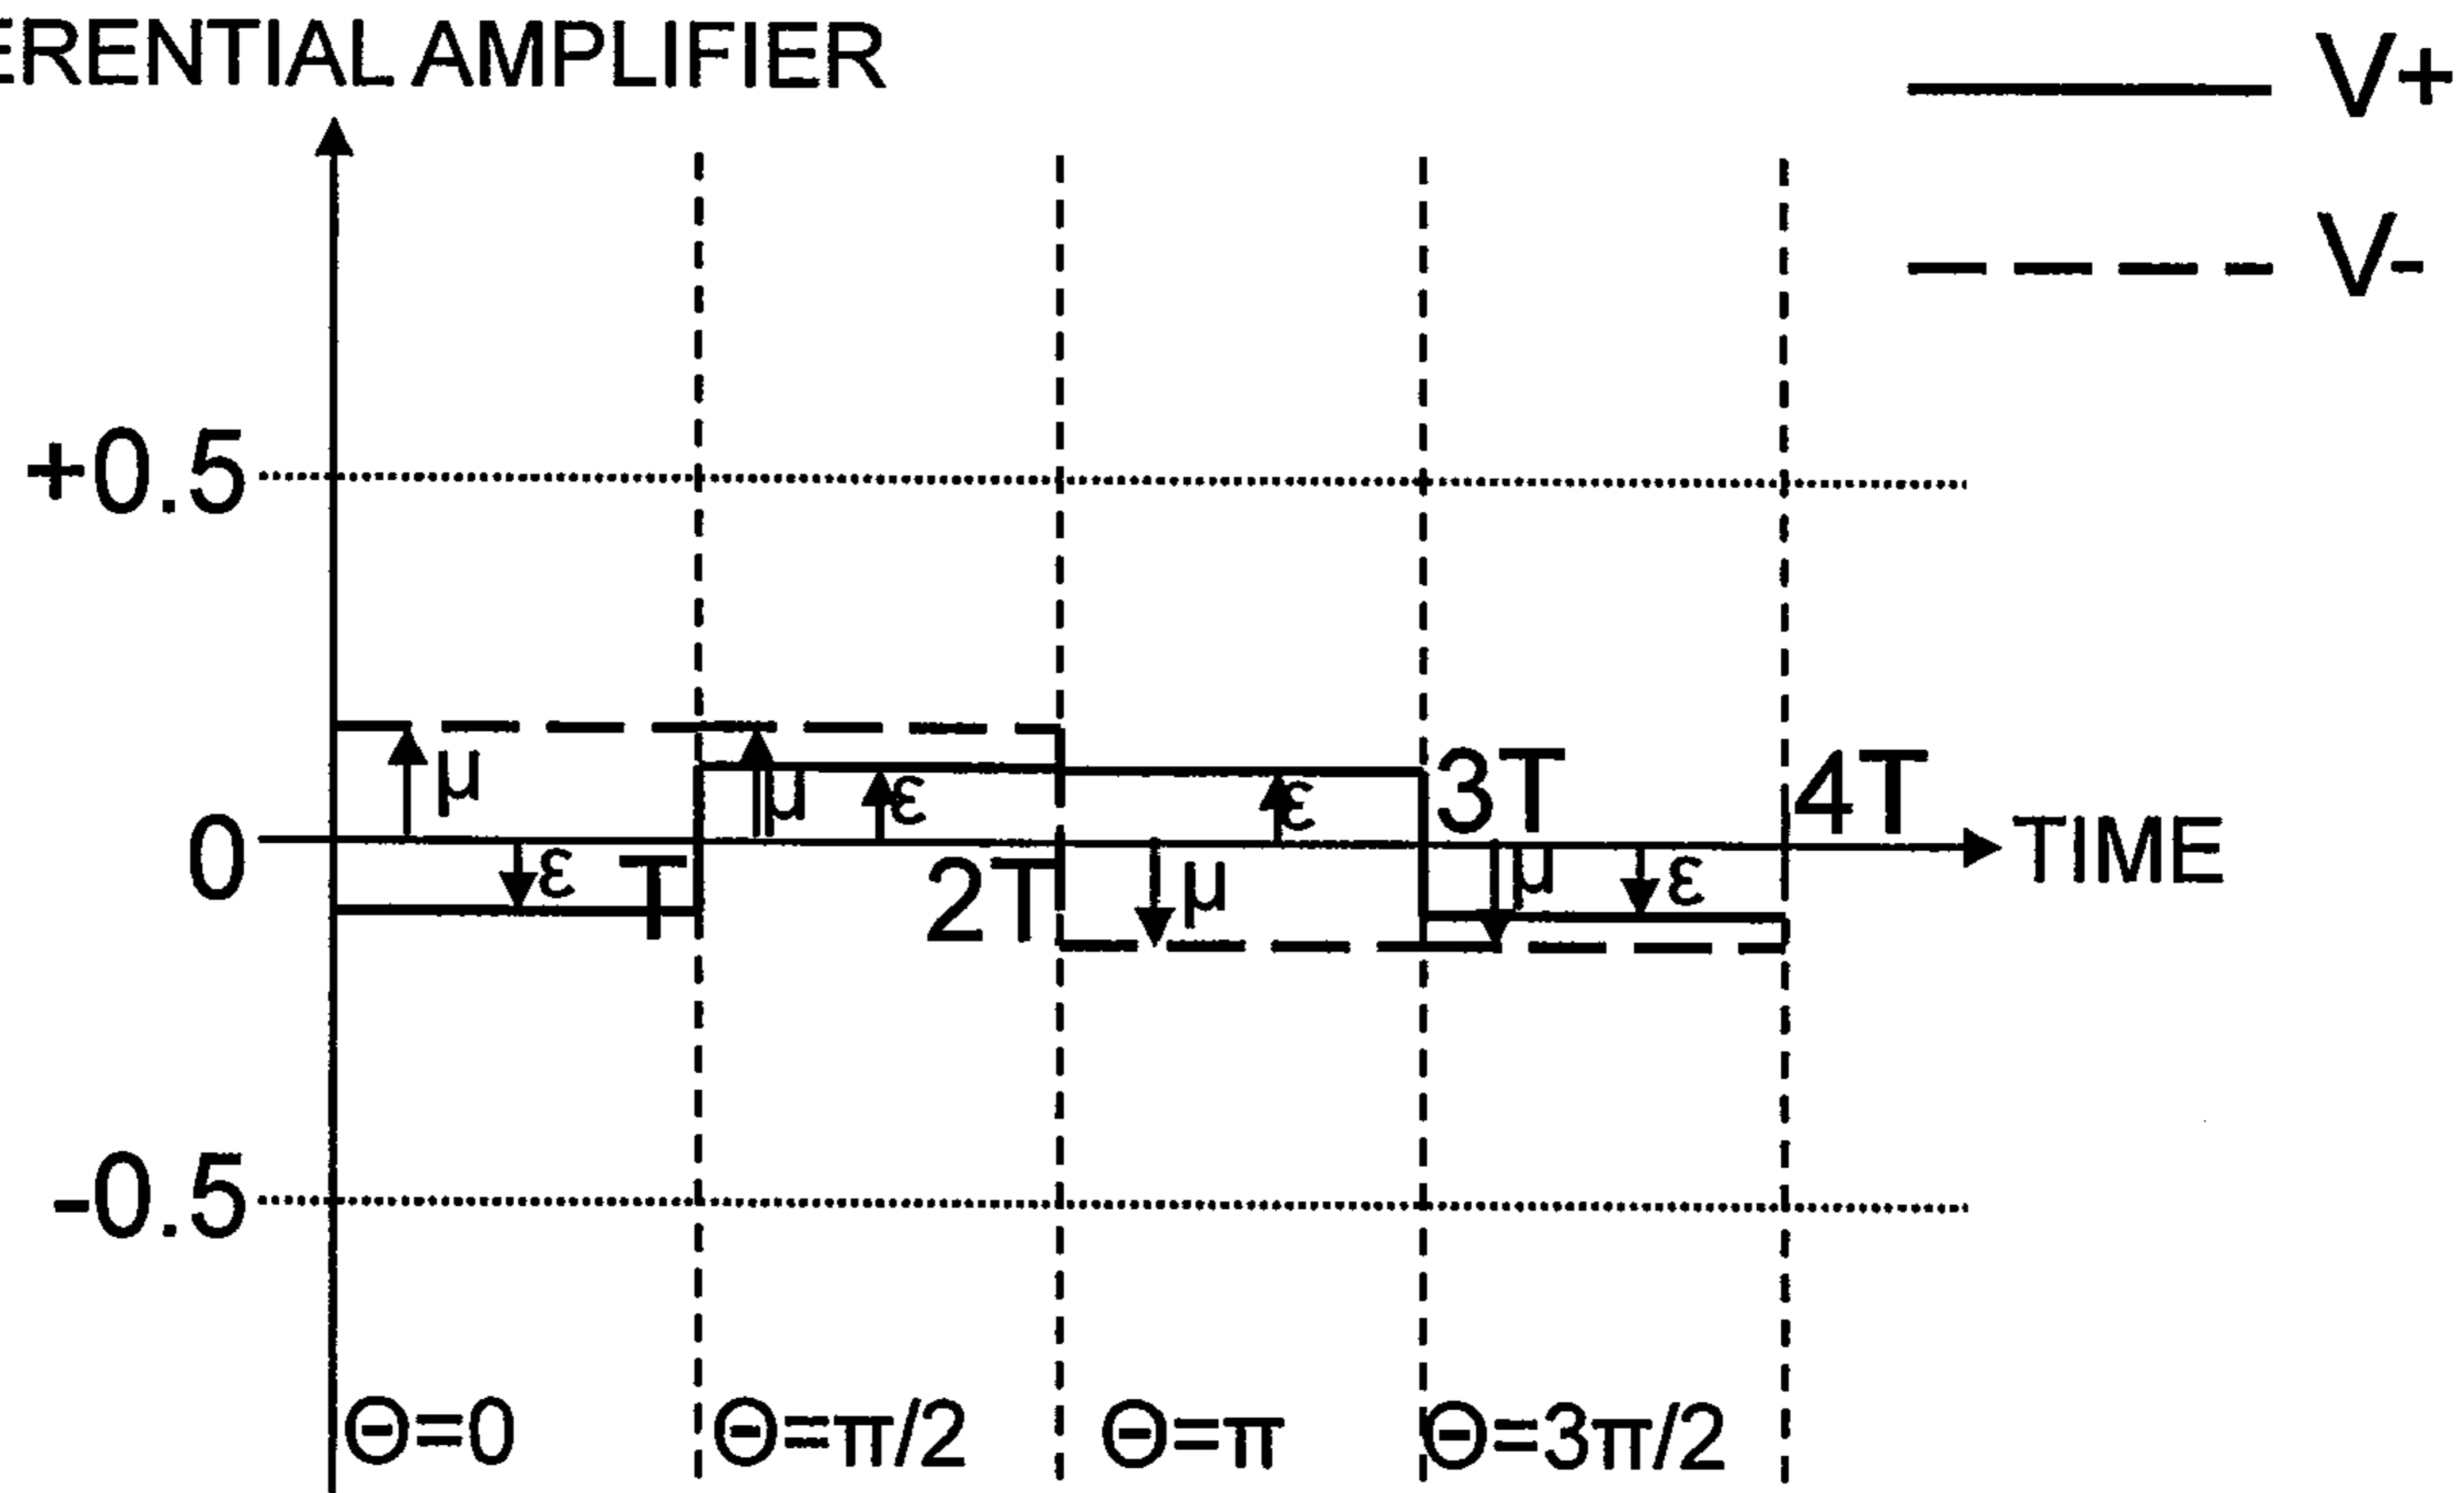 ERENTIAL AMPLIFIER
V+
V-
+0.5
μ
μ
ε
ε
3T
4T
0
ε
T
2T
μ
μ
ε
TIME
-0.5
Θ=0
Θ=π/2
Θ=π
Θ=3π/2